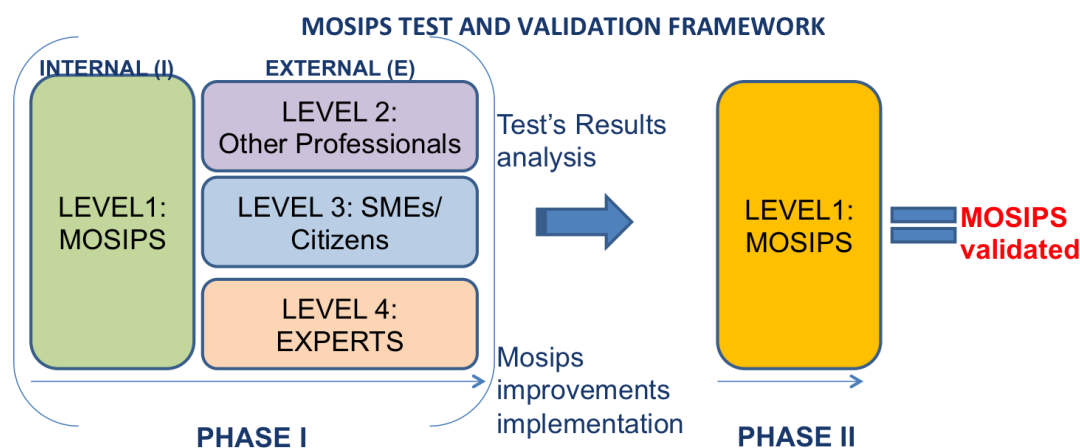 MOSIPS TEST AND VALIDATION FRAMEWORK
INTERNAL (I)
EXTERNAL (E)
LEVEL1:
MOSIPS
LEVEL 2:
Other Professionals
LEVEL 3: SMEs/
Citizens
LEVEL 4:
EXPERTS
Test's Results
analysis
Mosips
improvements
implementation
LEVEL1:
MOSIPS
MOSIPS
validated
PHASE I
PHASE II